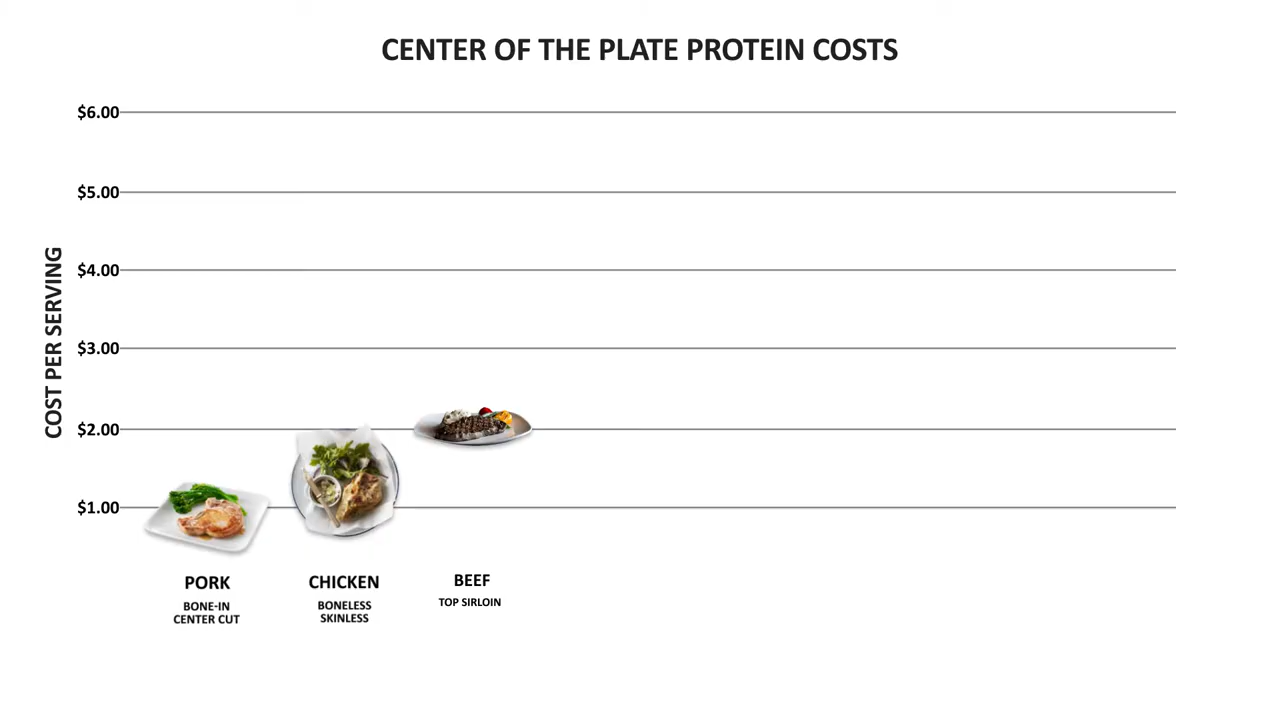 CENTER OF THE PLATE PROTEIN COSTS
$6.00
$5.00
$4.00
$3.00
$2.00
$1.00
COST PER SERVING
PORK
BONE-IN
CENTER CUT
CHICKEN
BONELESS
SKINLESS
BEEF
TOP SIRLOIN